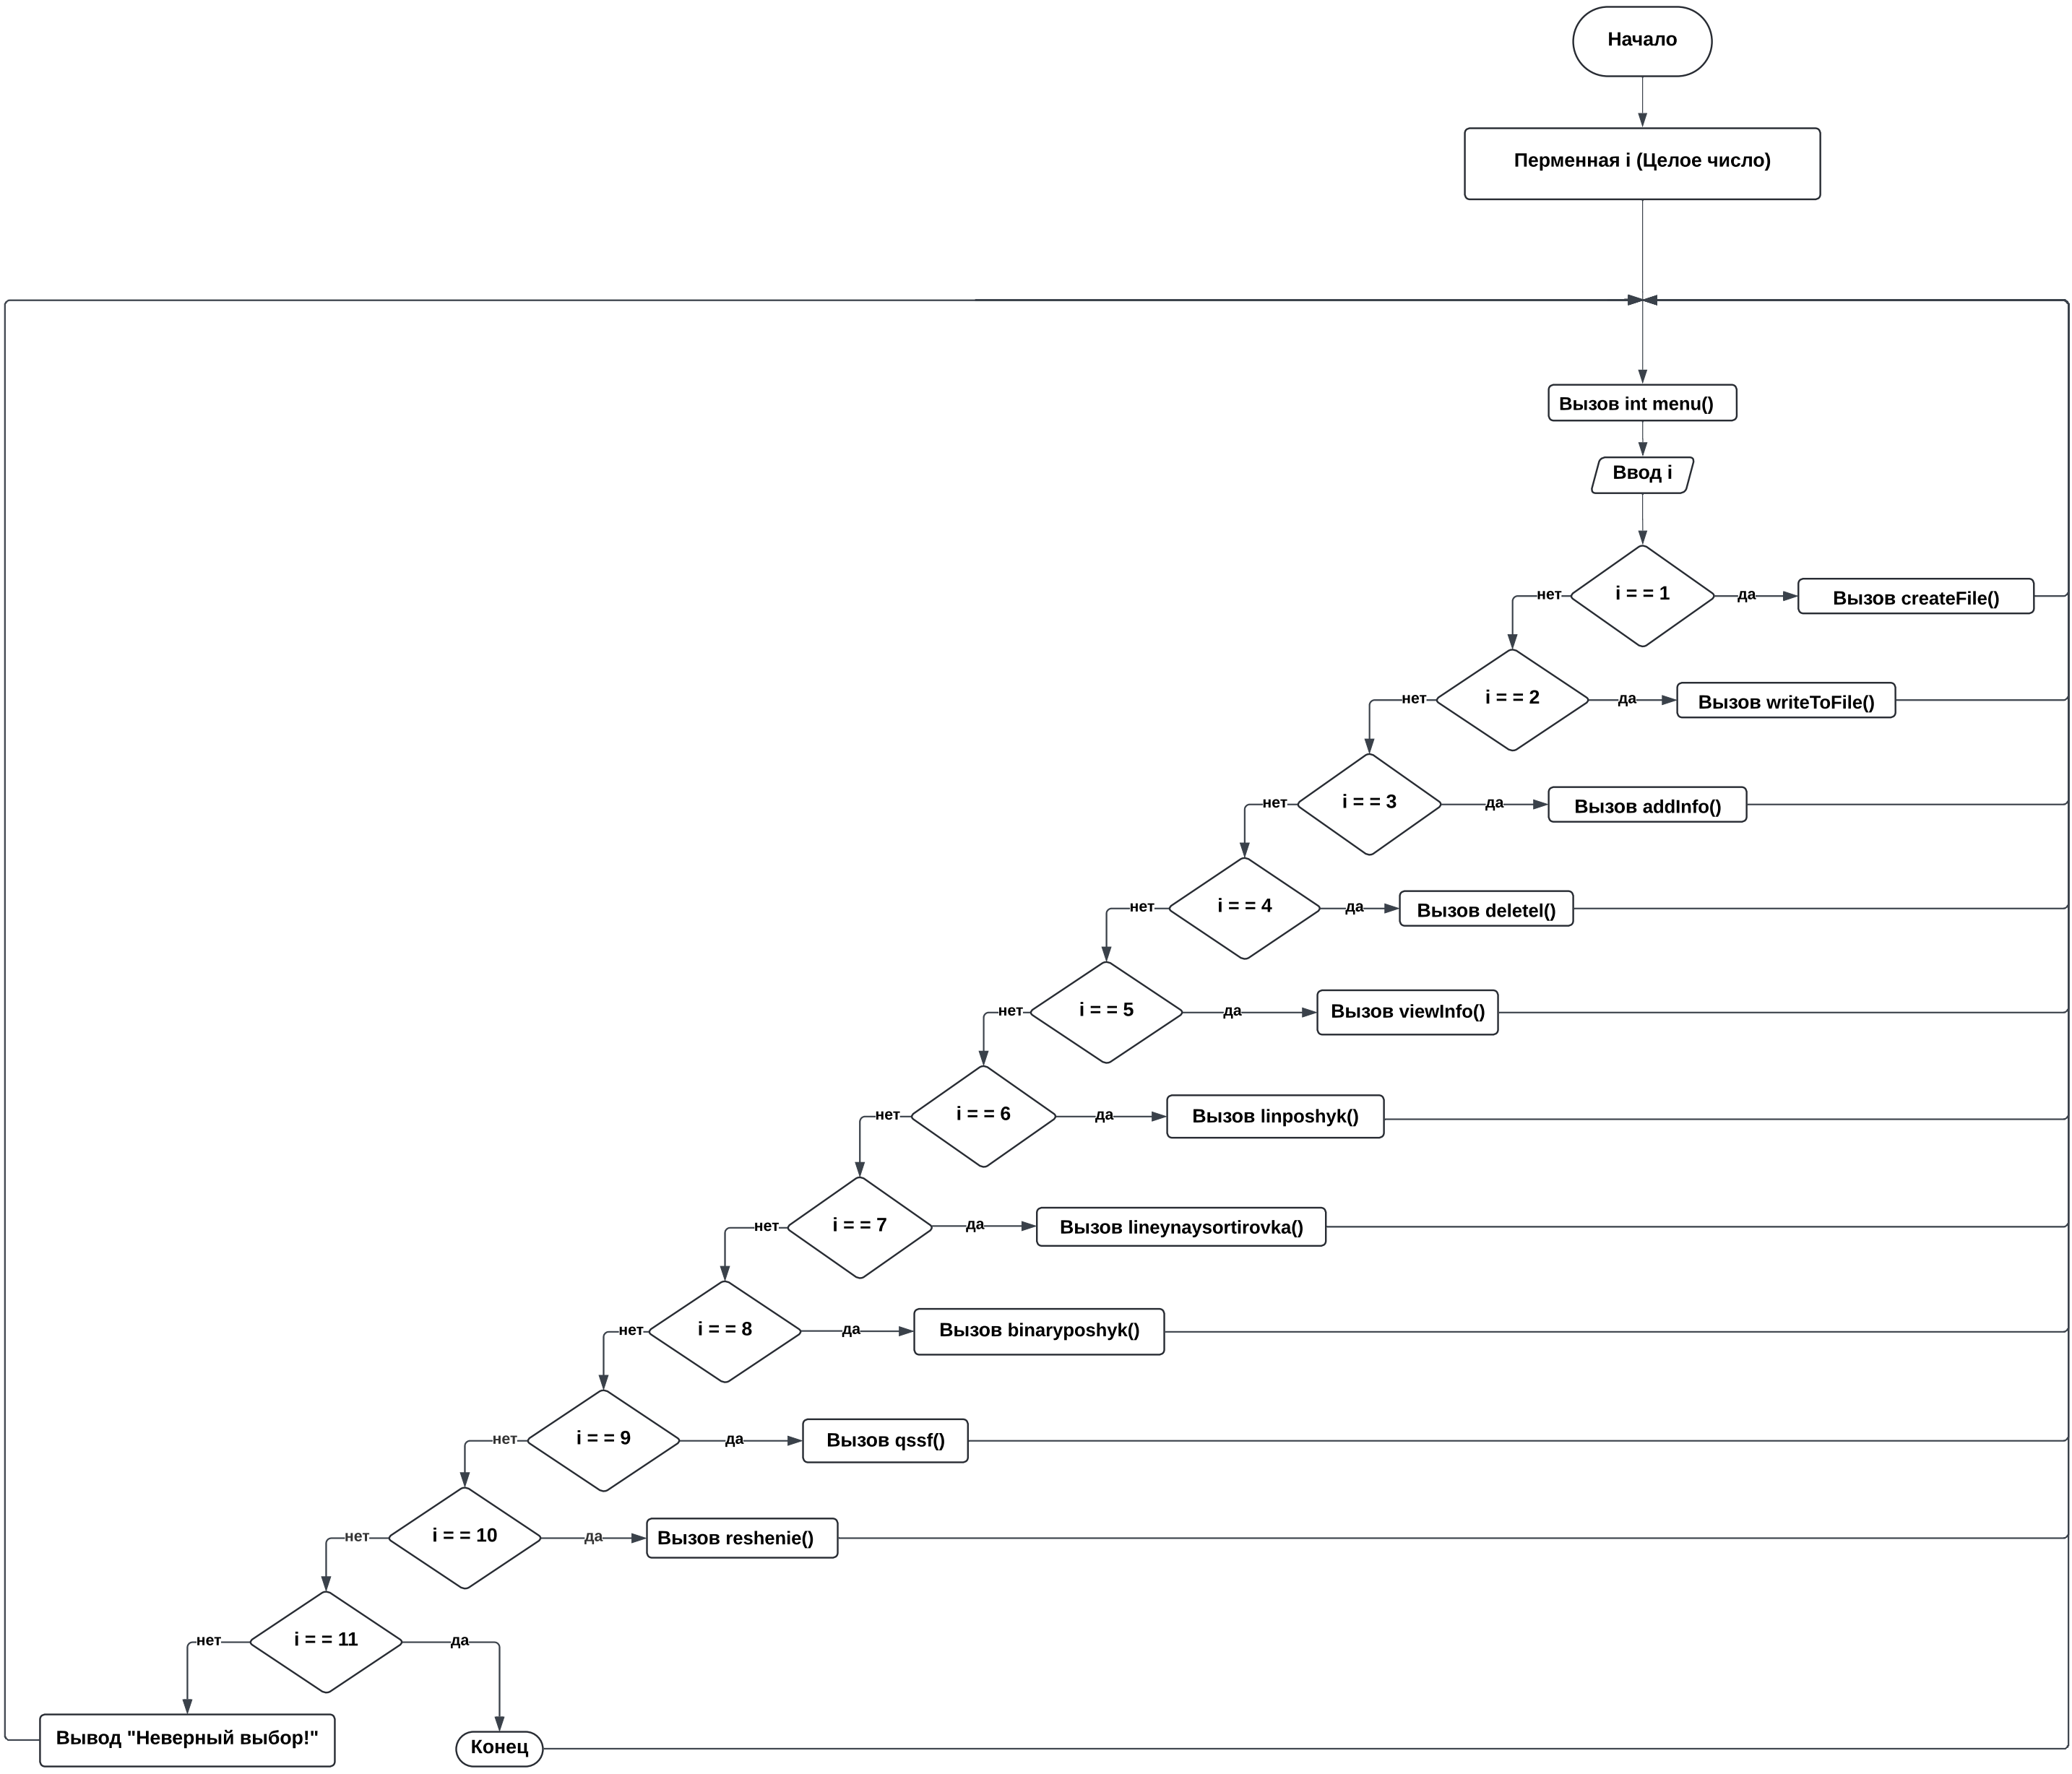 Начало
Перменная i (Целое число)
Вызов int menu()
Ввод i
i = = 1
да
Вызов createFile()
нет
i = = 2
да
Вызов writeToFile()
нет
i = = 3
да
Вызов addInfo()
нет
i = = 4
да
Вызов deletel()
нет
i = = 5
да
Вызов viewInfo()
нет
i = = 6
да
Вызов linposhyk()
нет
i = = 7
да
Вызов lineynaysortirovka()
нет
i = = 8
да
Вызов binaryposhyk()
нет
i = = 9
да
Вызов qssf()
нет
i = = 10
да
Вызов reshenie()
нет
i = = 11
да
нет
Вывод "Неверный выбор!"
Конец